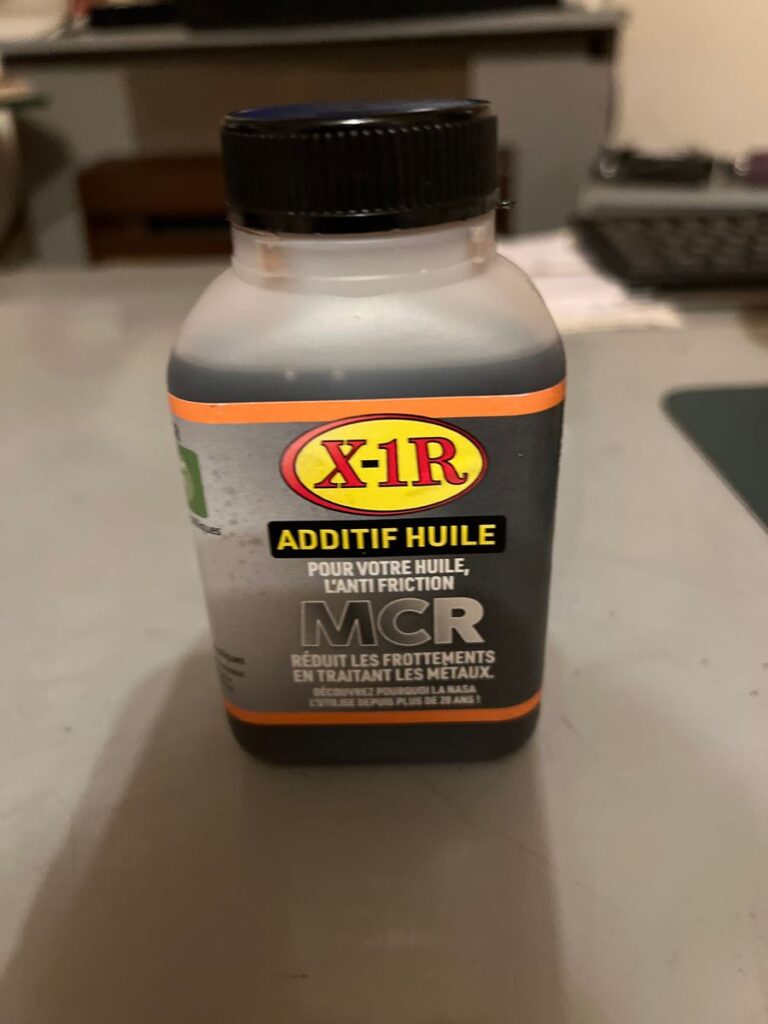 X-1R
ADDITIF HUILE
POUR VOTRE HUILE,
L'ANTI FRICTION
MCR
RÉDUIT LES FROTTEMENTS
EN TRAITANT LES MÉTAUX.
DÉCOUVREZ POURQUOI LA NASA
L'UTILISE DEPUIS PLUS DE 20 ANS !